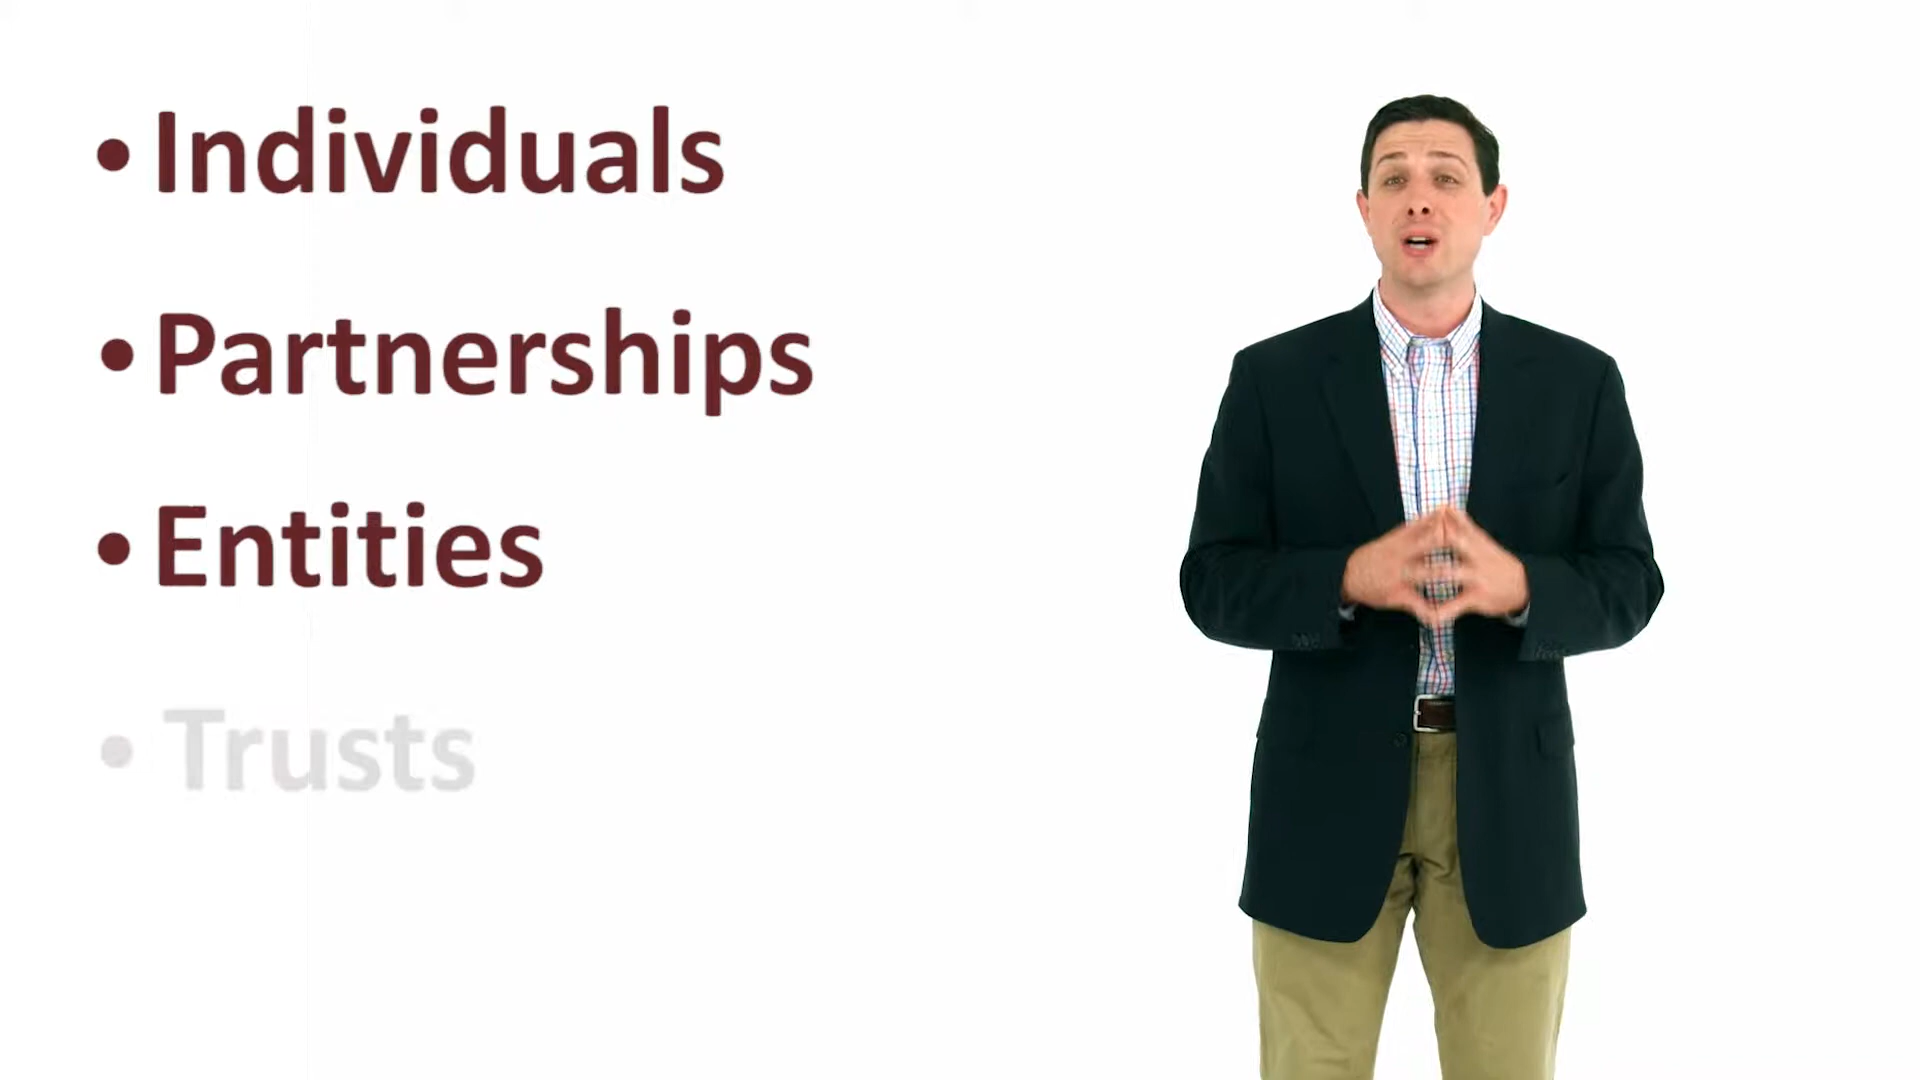 • Individuals
• Partnerships
• Entities
• Trusts